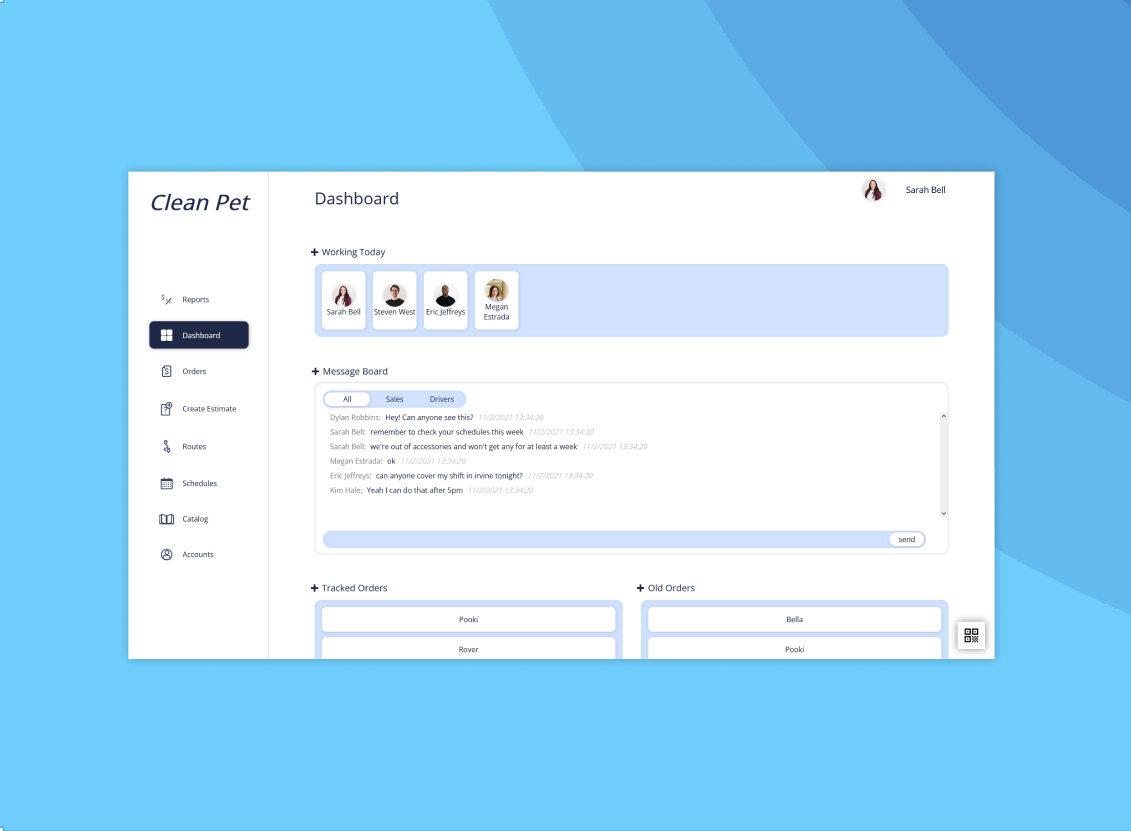 Clean Pet
Dashboard
Sarah Bell
Reports
Dashboard
Orders
Create Estimate
Routes
Schedules
Catalog
Accounts
Working Today
Sarah Bell
Steven West
Eric Jeffreys
Megan
Estrada
Message Board
All Sales Drivers
Dylan Robbins: Hey! Can anyone see this? 11/2/2021 13:34:20
Sarah Bell: remember to check your schedules this week 11/2/2021 13:34:20
Sarah Bell: we're out of accessories and won't get any for at least a week 11/2/2021 13:34:20
Megan Estrada: ok 11/2/2021 13:34:20
Eric Jeffreys: can anyone cover my shift in irvine tonight? 11/2/2021 13:34:20
Kim Hale: Yeah I can do that after 5pm 11/2/2021 13:34:20
send
Tracked Orders
Pooki
Rover
Old Orders
Bella
Pooki